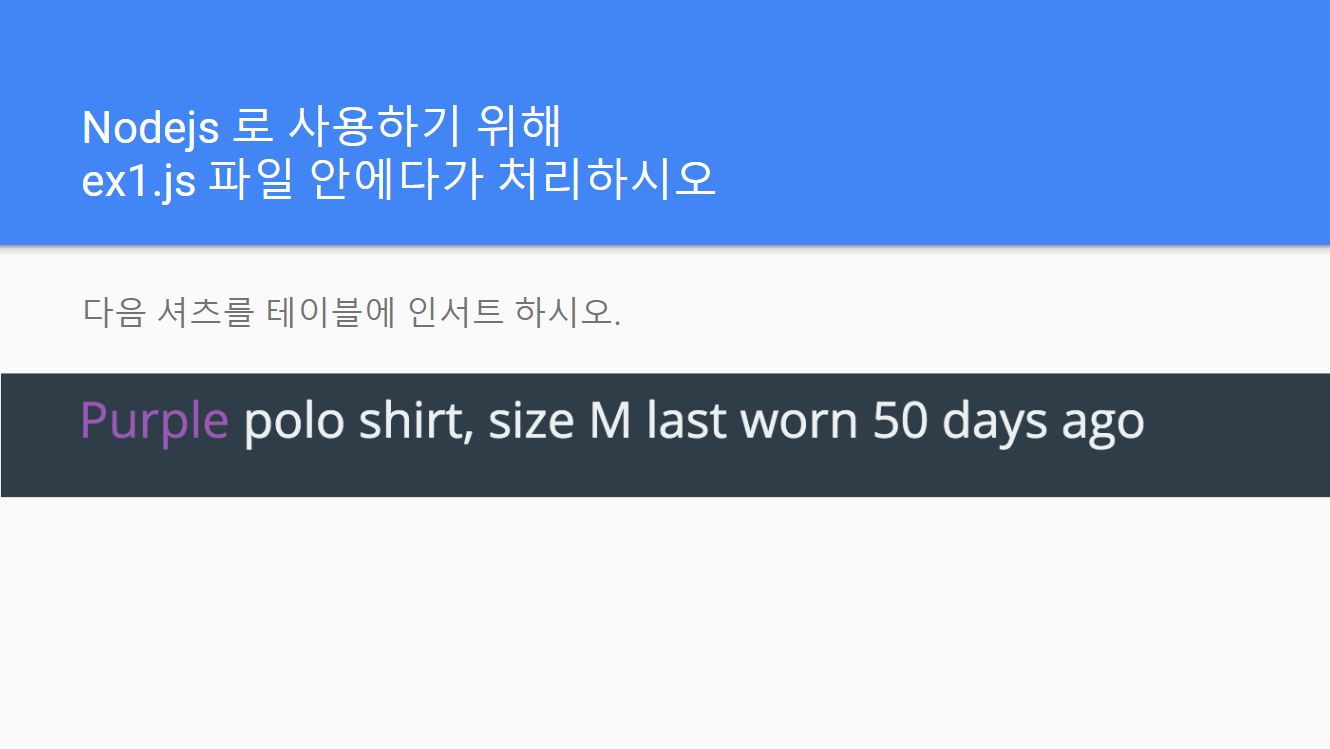 Nodejs 로 사용하기 위해
ex1.js 파일 안에다가 처리하시오
다음 셔츠를 테이블에 인서트 하시오.
Purple polo shirt, size M last worn 50 days ago